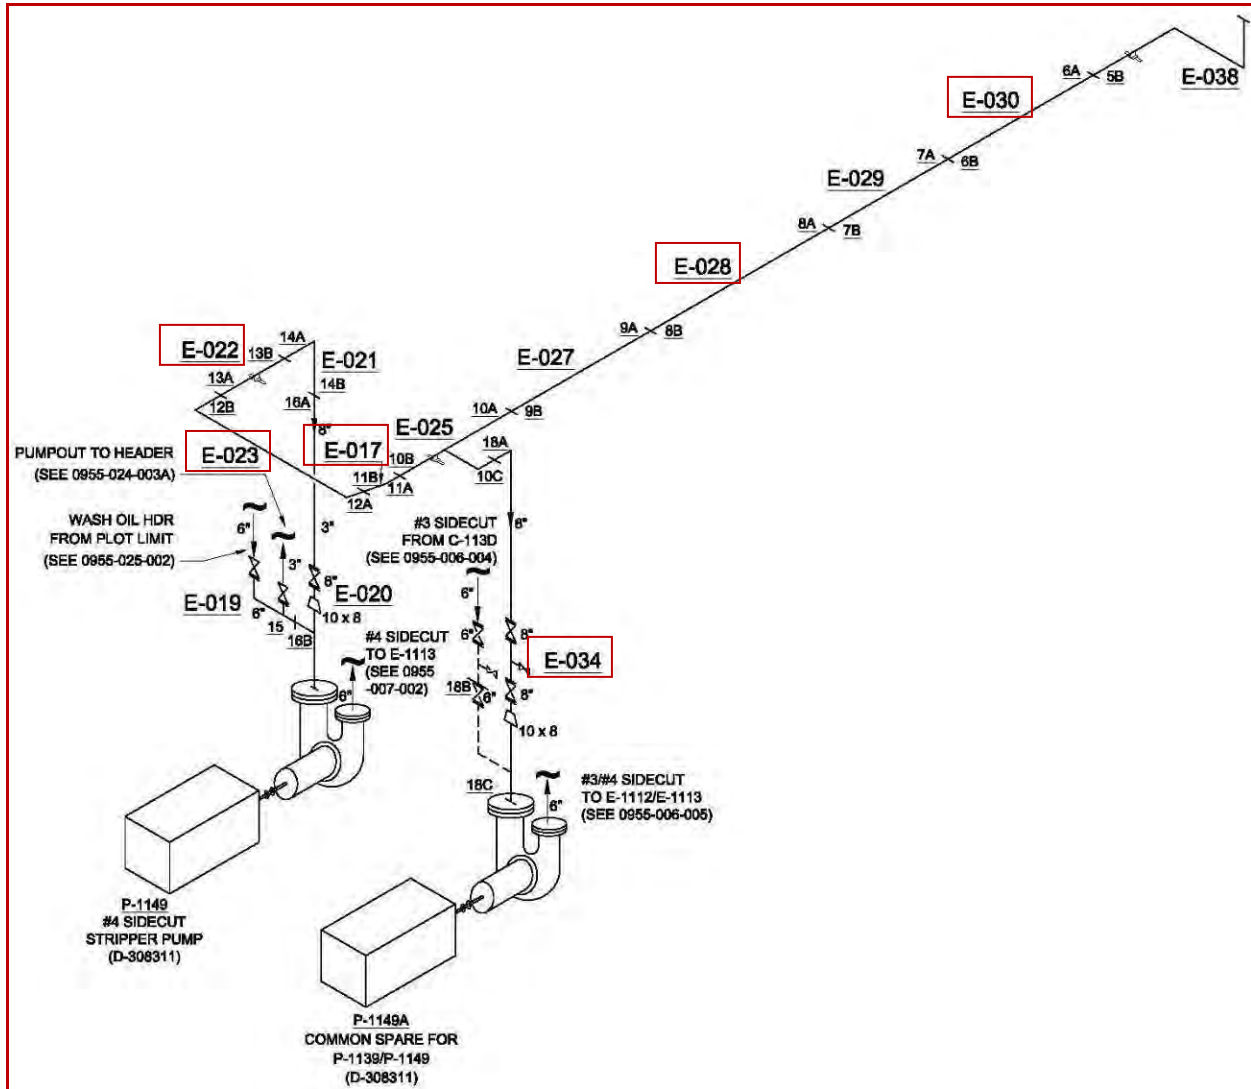 6A
5B
E-038
E-030
7A
6B
E-029
8A
7B
E-028
9A
8B
14A
E-022
13B
E-021
E-027
13A
14B
12B
16A
10A
9B
8"
E-025
E-017
18A
PUMPOUT TO HEADER
(SEE 0955-024-003A)
E-023
10B
11B
11A
10C
12A
WASH OIL HDR
FROM PLOT LIMIT
(SEE 0955-025-002)
6"
3"
3"
#3 SIDECUT
FROM C-113D
(SEE 0955-006-004)
6"
8"
E-020
6"
E-019
6"
10 x 8
15
16B
6"
8"
#4 SIDECUT
TO E-1113
(SEE 0955
-007-002)
6"
E-034
18B
6"
8"
10 x 8
18C
6"
#3/#4 SIDECUT
TO E-1112/E-1113
(SEE 0955-006-005)
P-1149
#4 SIDECUT
STRIPPER PUMP
(D-308311)
P-1149A
COMMON SPARE FOR
P-1139/P-1149
(D-308311)